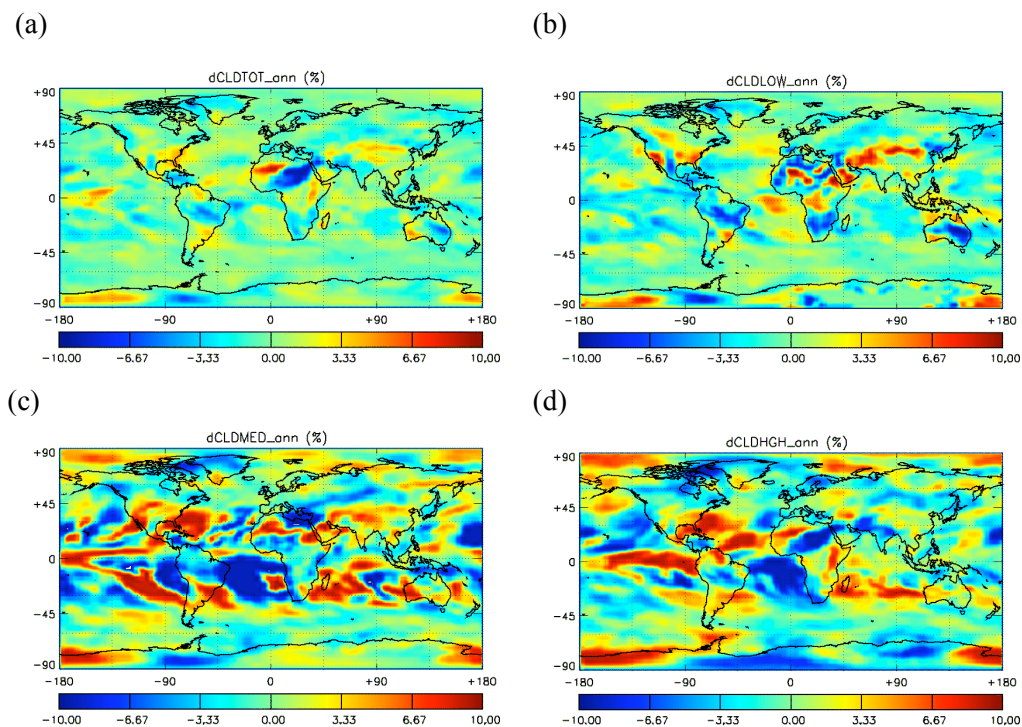 (a)
dCLDTOT_ann (%)
+90
+45
0
−45
−90
−180 −90 0 +90 +180
−10.00 −6.67 −3.33 0.00 3.33 6.67 10.00
(b)
dCLDLOW_ann (%)
+90
+45
0
−45
−90
−180 −90 0 +90 +180
−10.00 −6.67 −3.33 0.00 3.33 6.67 10.00
(c)
dCLDMED_ann (%)
+90
+45
0
−45
−90
−180 −90 0 +90 +180
−10.00 −6.67 −3.33 0.00 3.33 6.67 10.00
(d)
dCLDHGH_ann (%)
+90
+45
0
−45
−90
−180 −90 0 +90 +180
−10.00 −6.67 −3.33 0.00 3.33 6.67 10.00